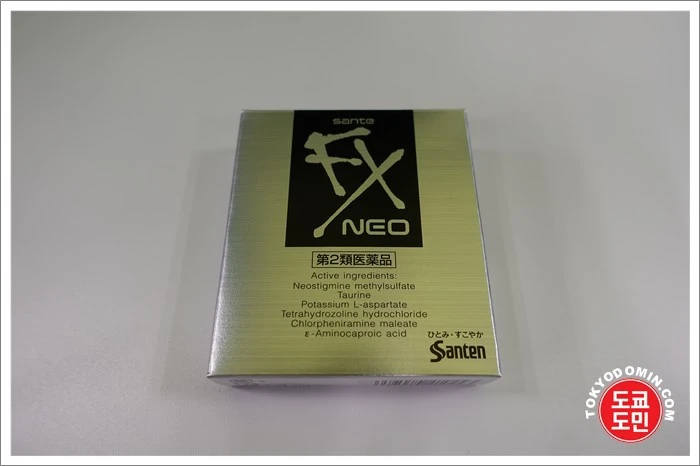 sante
FX
NEO
第2類医薬品
Active ingredients:
Neostigmine methylsulfate
Taurine
Potassium L-aspartate
Tetrahydrozoline hydrochloride
Chlorpheniramine maleate
ε-Aminocaproic acid
ひとみ・すこやか
Santen
TOKYODOMIN.COM
도쿄
도민